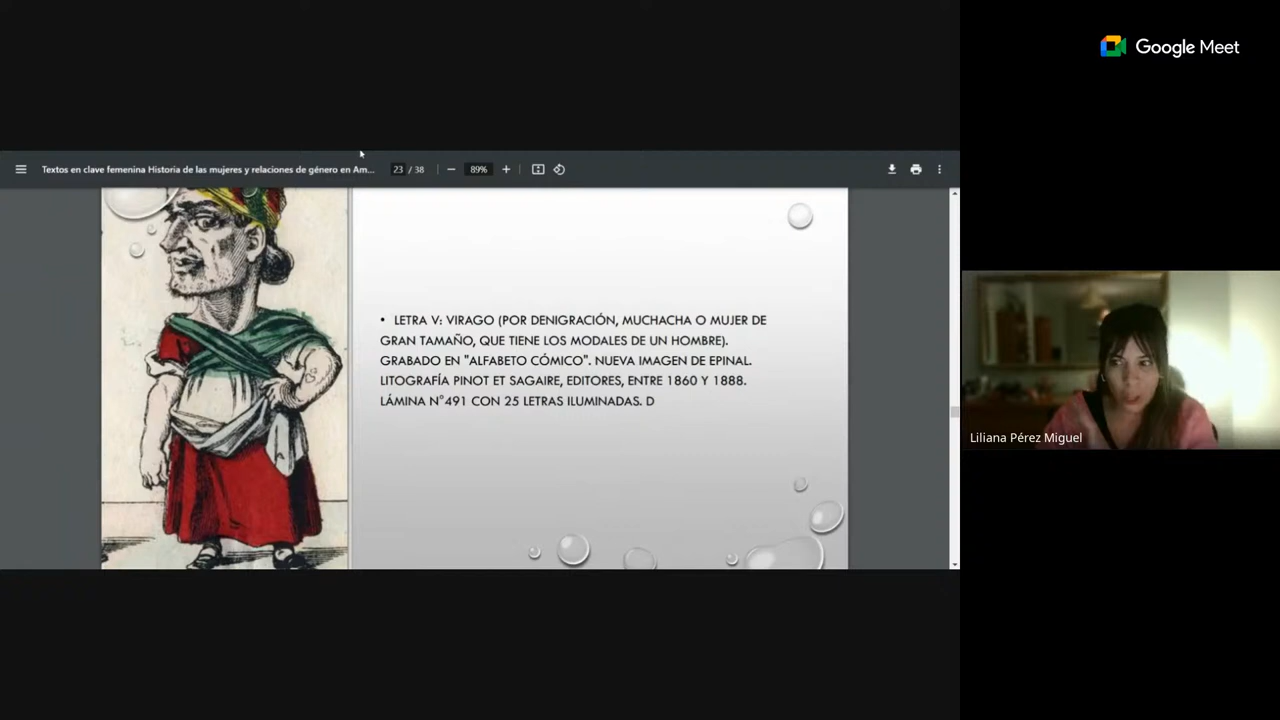 Google Meet
Textos en clave femenina Historia de las mujeres y relaciones de género en Am...
23 / 38
89%
• LETRA V: VIRAGO (POR DENIGRACIÓN, MUCHACHA O MUJER DE
GRAN TAMAÑO, QUE TIENE LOS MODALES DE UN HOMBRE).
GRABADO EN "ALFABETO CÓMICO". NUEVA IMAGEN DE EPINAL.
LITOGRAFÍA PINOT ET SAGAIRE, EDITORES, ENTRE 1860 Y 1888.
LÁMINA N°491 CON 25 LETRAS ILUMINADAS. D
Liliana Pérez Miguel